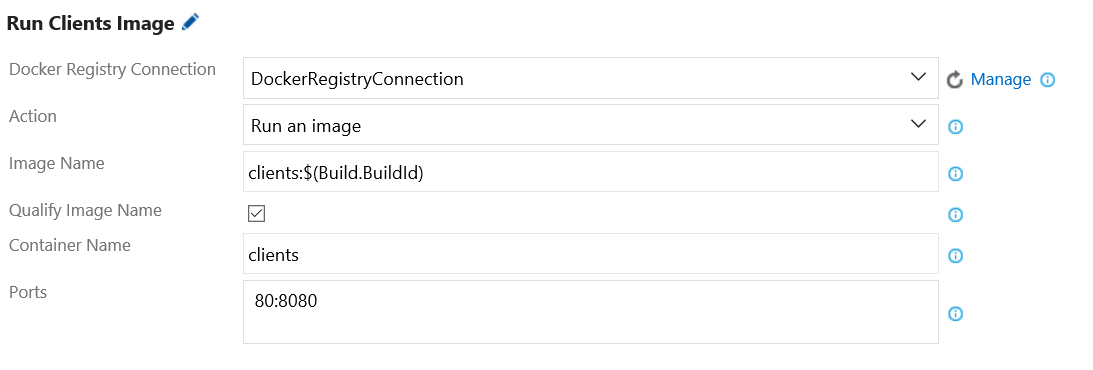 Run Clients Image
Docker Registry Connection
DockerRegistryConnection
Manage
Action
Run an image
Image Name
clients:$(Build.BuildId)
Qualify Image Name
Container Name
clients
Ports
80:8080